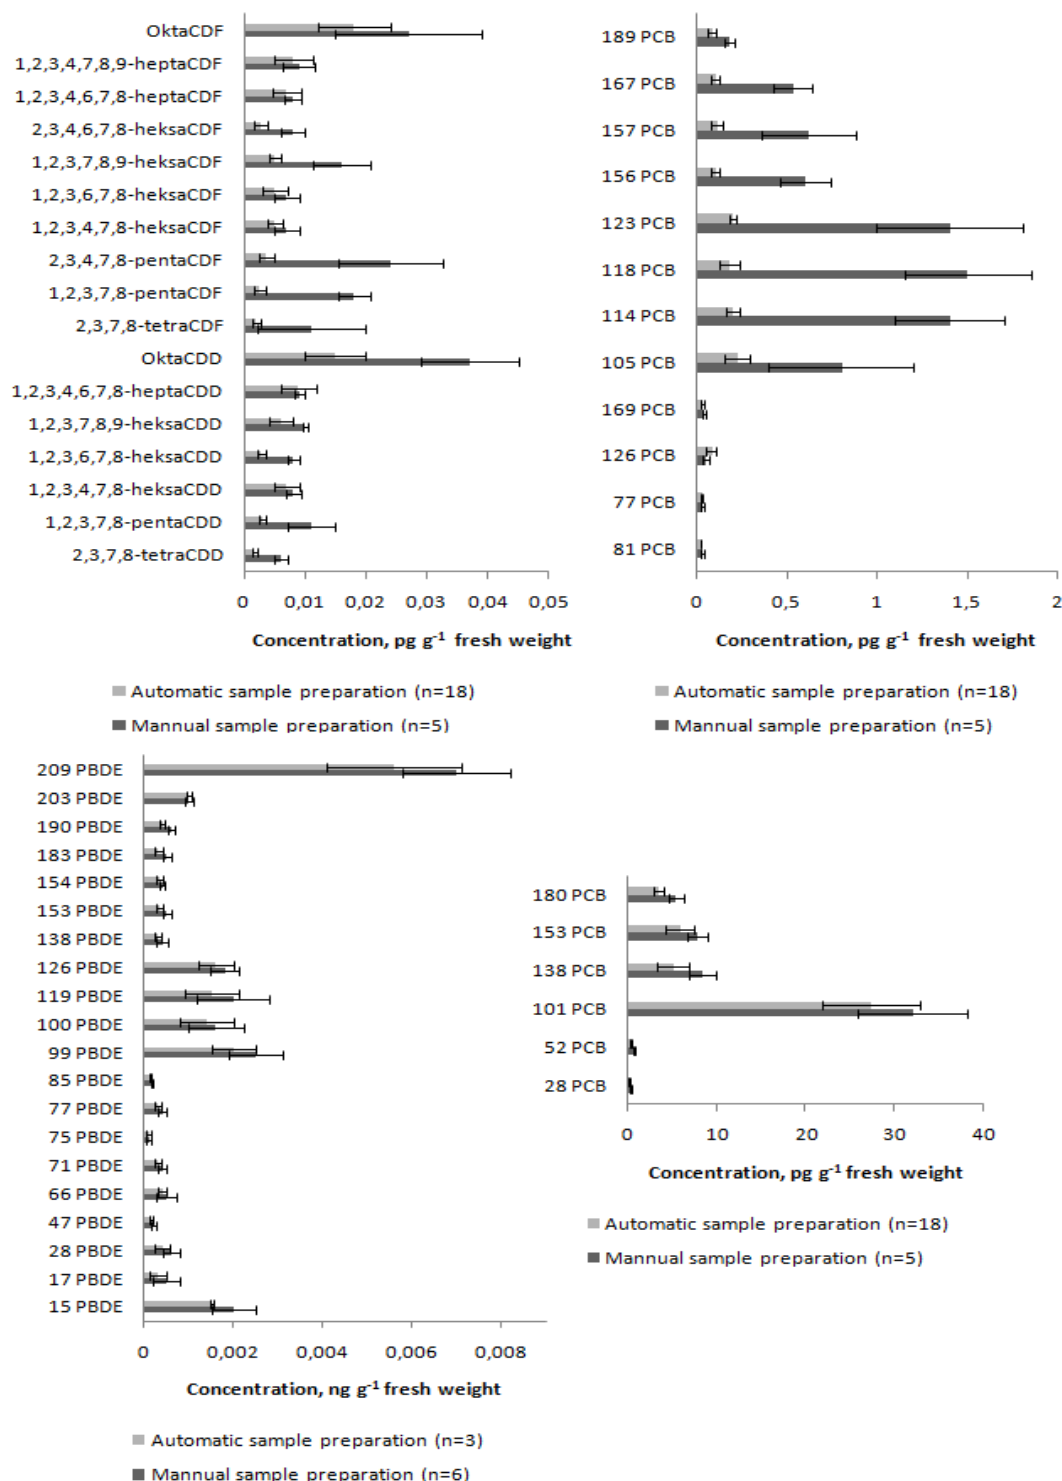 OktaCDF
1,2,3,4,7,8,9-heptaCDF
1,2,3,4,6,7,8-heptaCDF
2,3,4,6,7,8-heksaCDF
1,2,3,7,8,9-heksaCDF
1,2,3,6,7,8-heksaCDF
1,2,3,4,7,8-heksaCDF
2,3,4,7,8-pentaCDF
1,2,3,7,8-pentaCDF
2,3,7,8-tetraCDF
OktaCDD
1,2,3,4,6,7,8-heptaCDD
1,2,3,7,8,9-heksaCDD
1,2,3,6,7,8-heksaCDD
1,2,3,4,7,8-heksaCDD
1,2,3,7,8-pentaCDD
2,3,7,8-tetraCDD
0 0,01 0,02 0,03 0,04 0,05
Concentration, pg g⁻¹ fresh weight
Automatic sample preparation (n=18)
Mannual sample preparation (n=5)
189 PCB
167 PCB
157 PCB
156 PCB
123 PCB
118 PCB
114 PCB
105 PCB
169 PCB
126 PCB
77 PCB
81 PCB
0 0,5 1 1,5 2
Concentration, pg g⁻¹ fresh weight
Automatic sample preparation (n=18)
Mannual sample preparation (n=5)
209 PBDE
203 PBDE
190 PBDE
183 PBDE
154 PBDE
153 PBDE
138 PBDE
126 PBDE
119 PBDE
100 PBDE
99 PBDE
85 PBDE
77 PBDE
75 PBDE
71 PBDE
66 PBDE
47 PBDE
28 PBDE
17 PBDE
15 PBDE
0 0,002 0,004 0,006 0,008
Concentration, ng g⁻¹ fresh weight
Automatic sample preparation (n=3)
Mannual sample preparation (n=6)
180 PCB
153 PCB
138 PCB
101 PCB
52 PCB
28 PCB
0 10 20 30 40
Concentration, pg g⁻¹ fresh weight
Automatic sample preparation (n=18)
Mannual sample preparation (n=5)